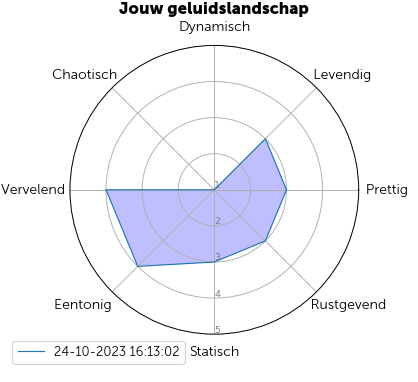 Jouw geluidslandschap
Dynamisch
Chaotisch
Levendig
Vervelend
1
Prettig
2
3
4
Eentonig
Rustgevend
5
24-10-2023 16:13:02
Statisch